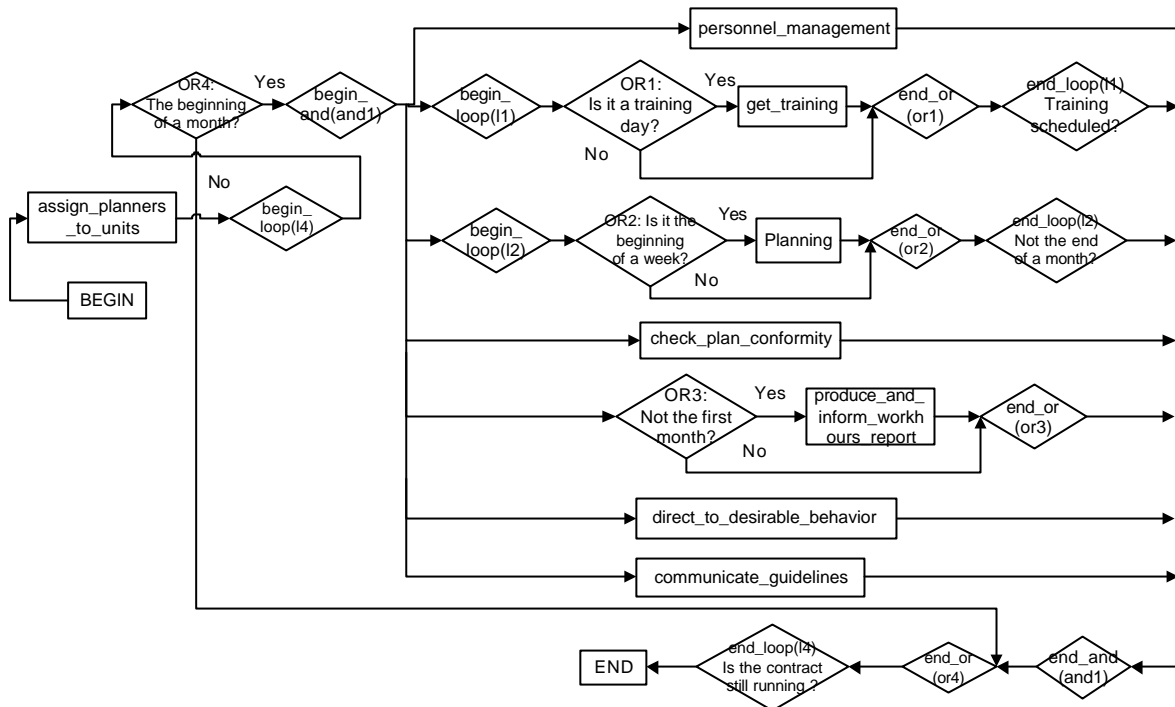 personnel_management
OR4:
The beginning
of a month?
Yes
begin_
and(and1)
begin_
loop(l1)
OR1:
Is it a training
day?
Yes
get_training
No
end_or
(or1)
end_loop(l1)
Training
scheduled?
No
assign_planners
_to_units
begin_
loop(l4)
BEGIN
begin_
loop(l2)
OR2: Is it the
beginning
of a week?
Yes
Planning
No
end_or
(or2)
end_loop(l2)
Not the end
of a month?
check_plan_conformity
OR3:
Not the first
month?
Yes
produce_and_
inform_workh
ours_report
No
end_or
(or3)
direct_to_desirable_behavior
communicate_guidelines
END
end_loop(l4)
Is the contract
still running ?
end_or
(or4)
end_and
(and1)